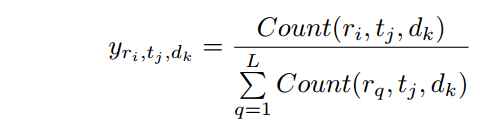 y_{r_i,t_j,d_k} = \frac{Count(r_i, t_j, d_k)}{\sum_{q=1}^{L} Count(r_q, t_j, d_k)}